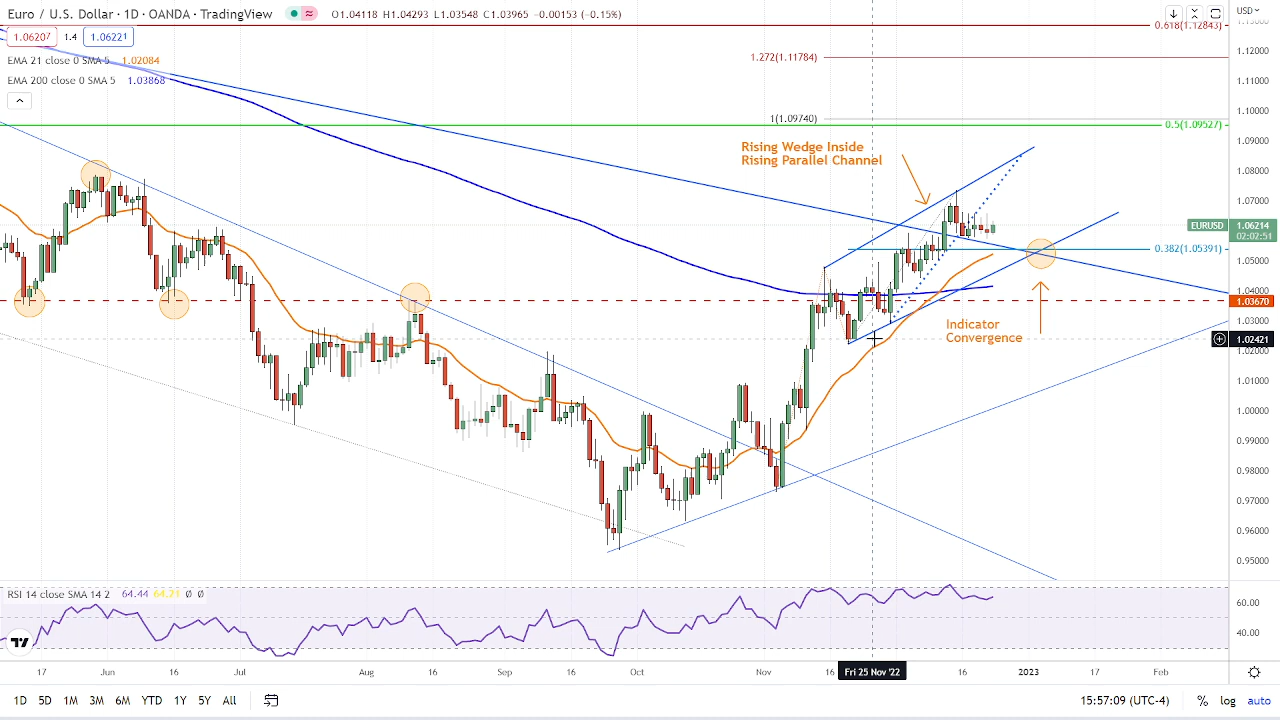 Euro / U.S. Dollar · 1D · OANDA · TradingView
O1.04118 H1.04293 L1.03548 C1.03965 −0.00153 (−0.15%)
USD
1.06207 1.4 1.06221
EMA 21 close 0 SMA 5 1.02084
EMA 200 close 0 SMA 5 1.03868
0.618(1.12843)
1.272(1.11784)
1(1.09740)
0.5(1.09527)
Rising Wedge Inside
Rising Parallel Channel
0.382(1.05391)
Indicator
Convergence
1.12000
1.11000
1.10000
1.09000
1.08000
1.07000
EURUSD 1.06214
02:02:51
1.05000
1.04000
1.03670
1.03000
1.02421
1.02000
1.01000
1.00000
0.99000
0.98000
0.97000
0.96000
0.95000
RSI 14 close SMA 14 2 64.44 64.21 Ø Ø
60.00
40.00
17 Jun 16 Jul Aug 16 Sep 16 Oct Nov 16 Fri 25 Nov '22 16 2023 17 Feb
1D 5D 1M 3M 6M YTD 1Y 5Y All
15:57:09 (UTC-4) % log auto